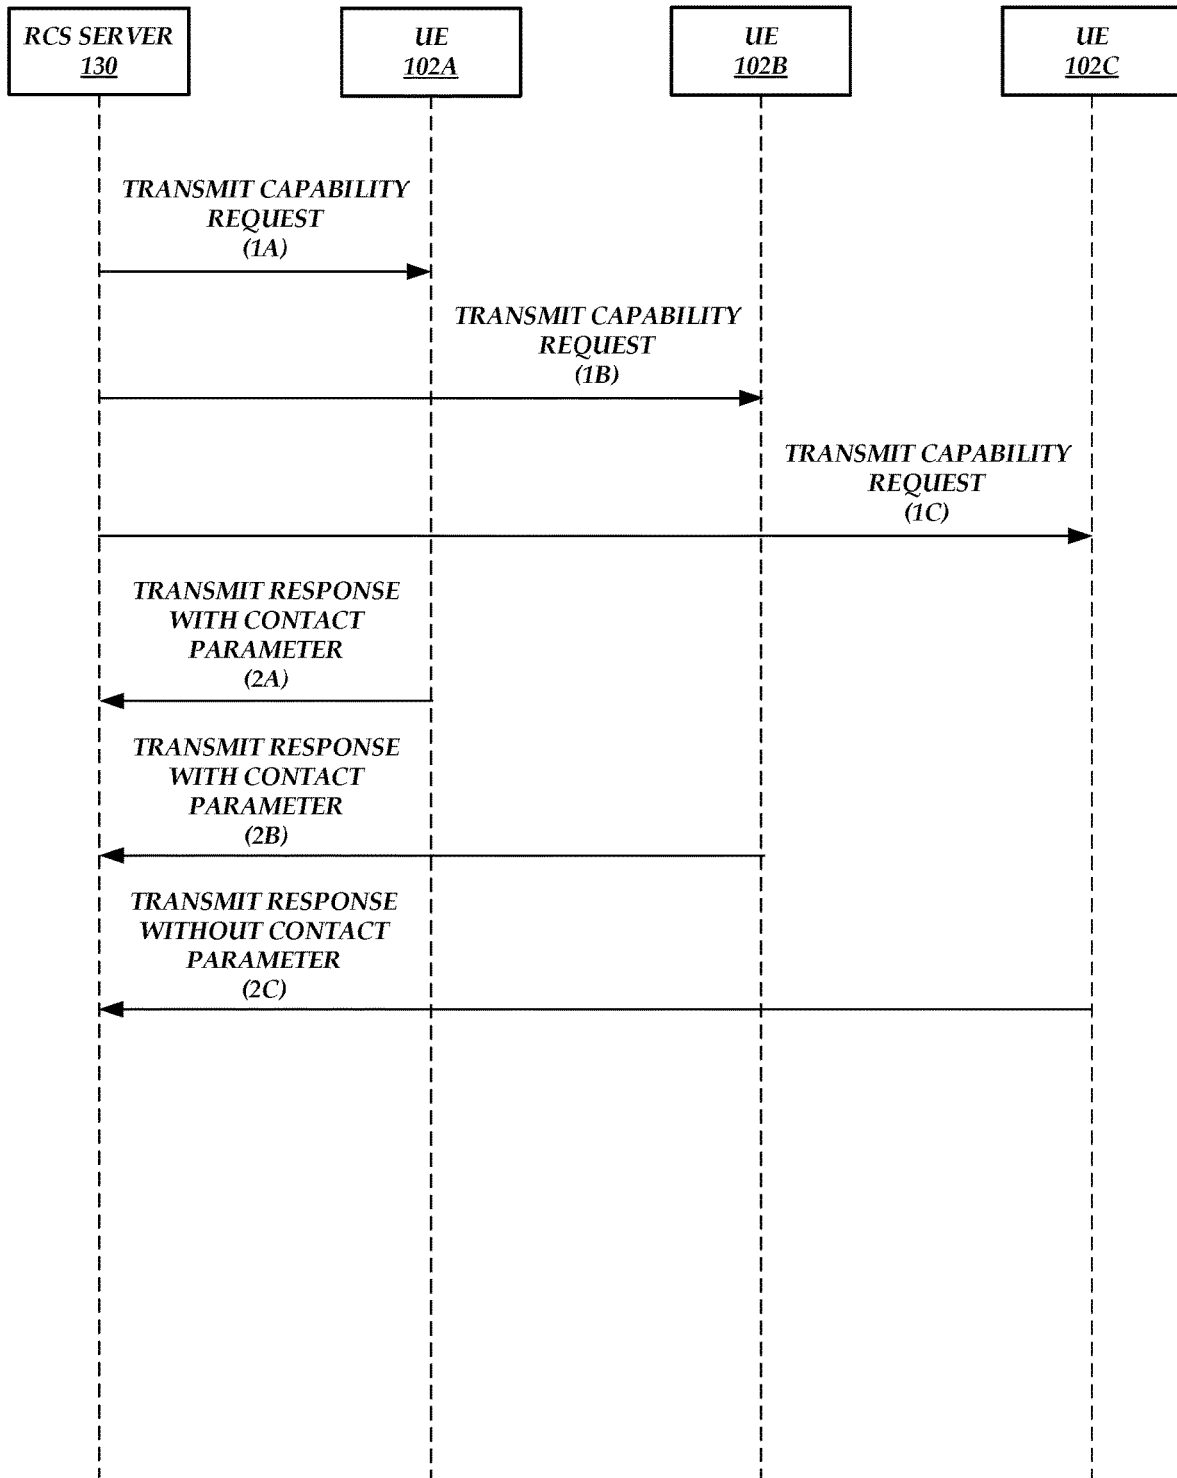 RCS SERVER
130
UE
102A
UE
102B
UE
102C
TRANSMIT CAPABILITY
REQUEST
(1A)
TRANSMIT CAPABILITY
REQUEST
(1B)
TRANSMIT CAPABILITY
REQUEST
(1C)
TRANSMIT RESPONSE
WITH CONTACT
PARAMETER
(2A)
TRANSMIT RESPONSE
WITH CONTACT
PARAMETER
(2B)
TRANSMIT RESPONSE
WITHOUT CONTACT
PARAMETER
(2C)